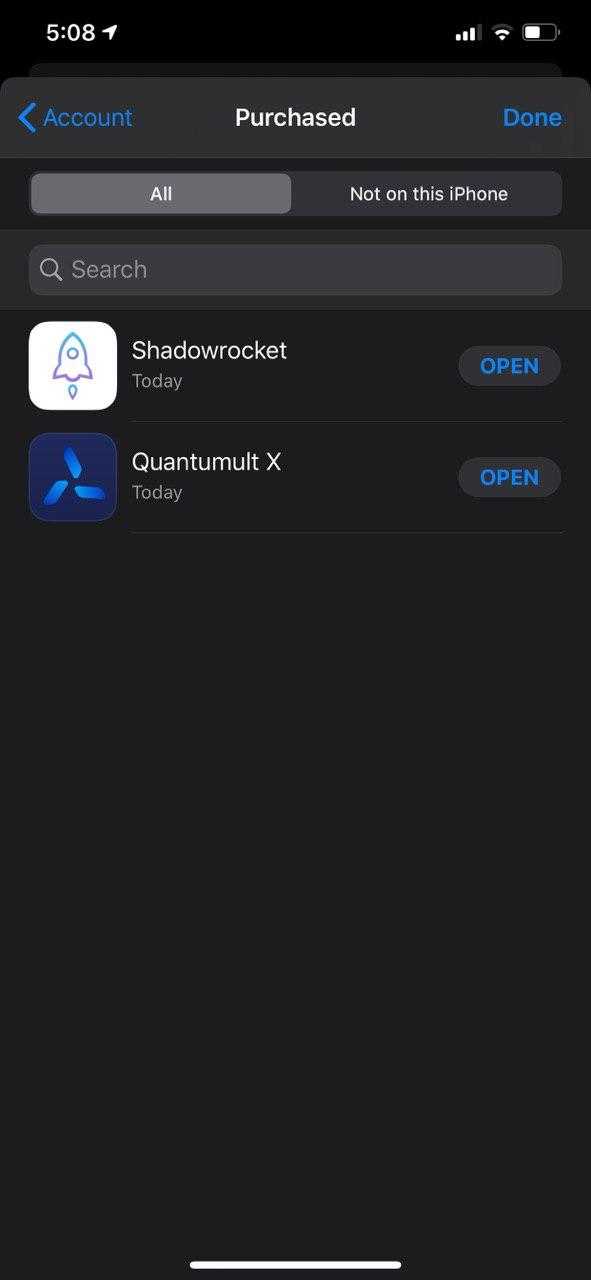 5:08
Account
Purchased
Done
All
Not on this iPhone
Search
Shadowrocket
Today
OPEN
Quantumult X
Today
OPEN